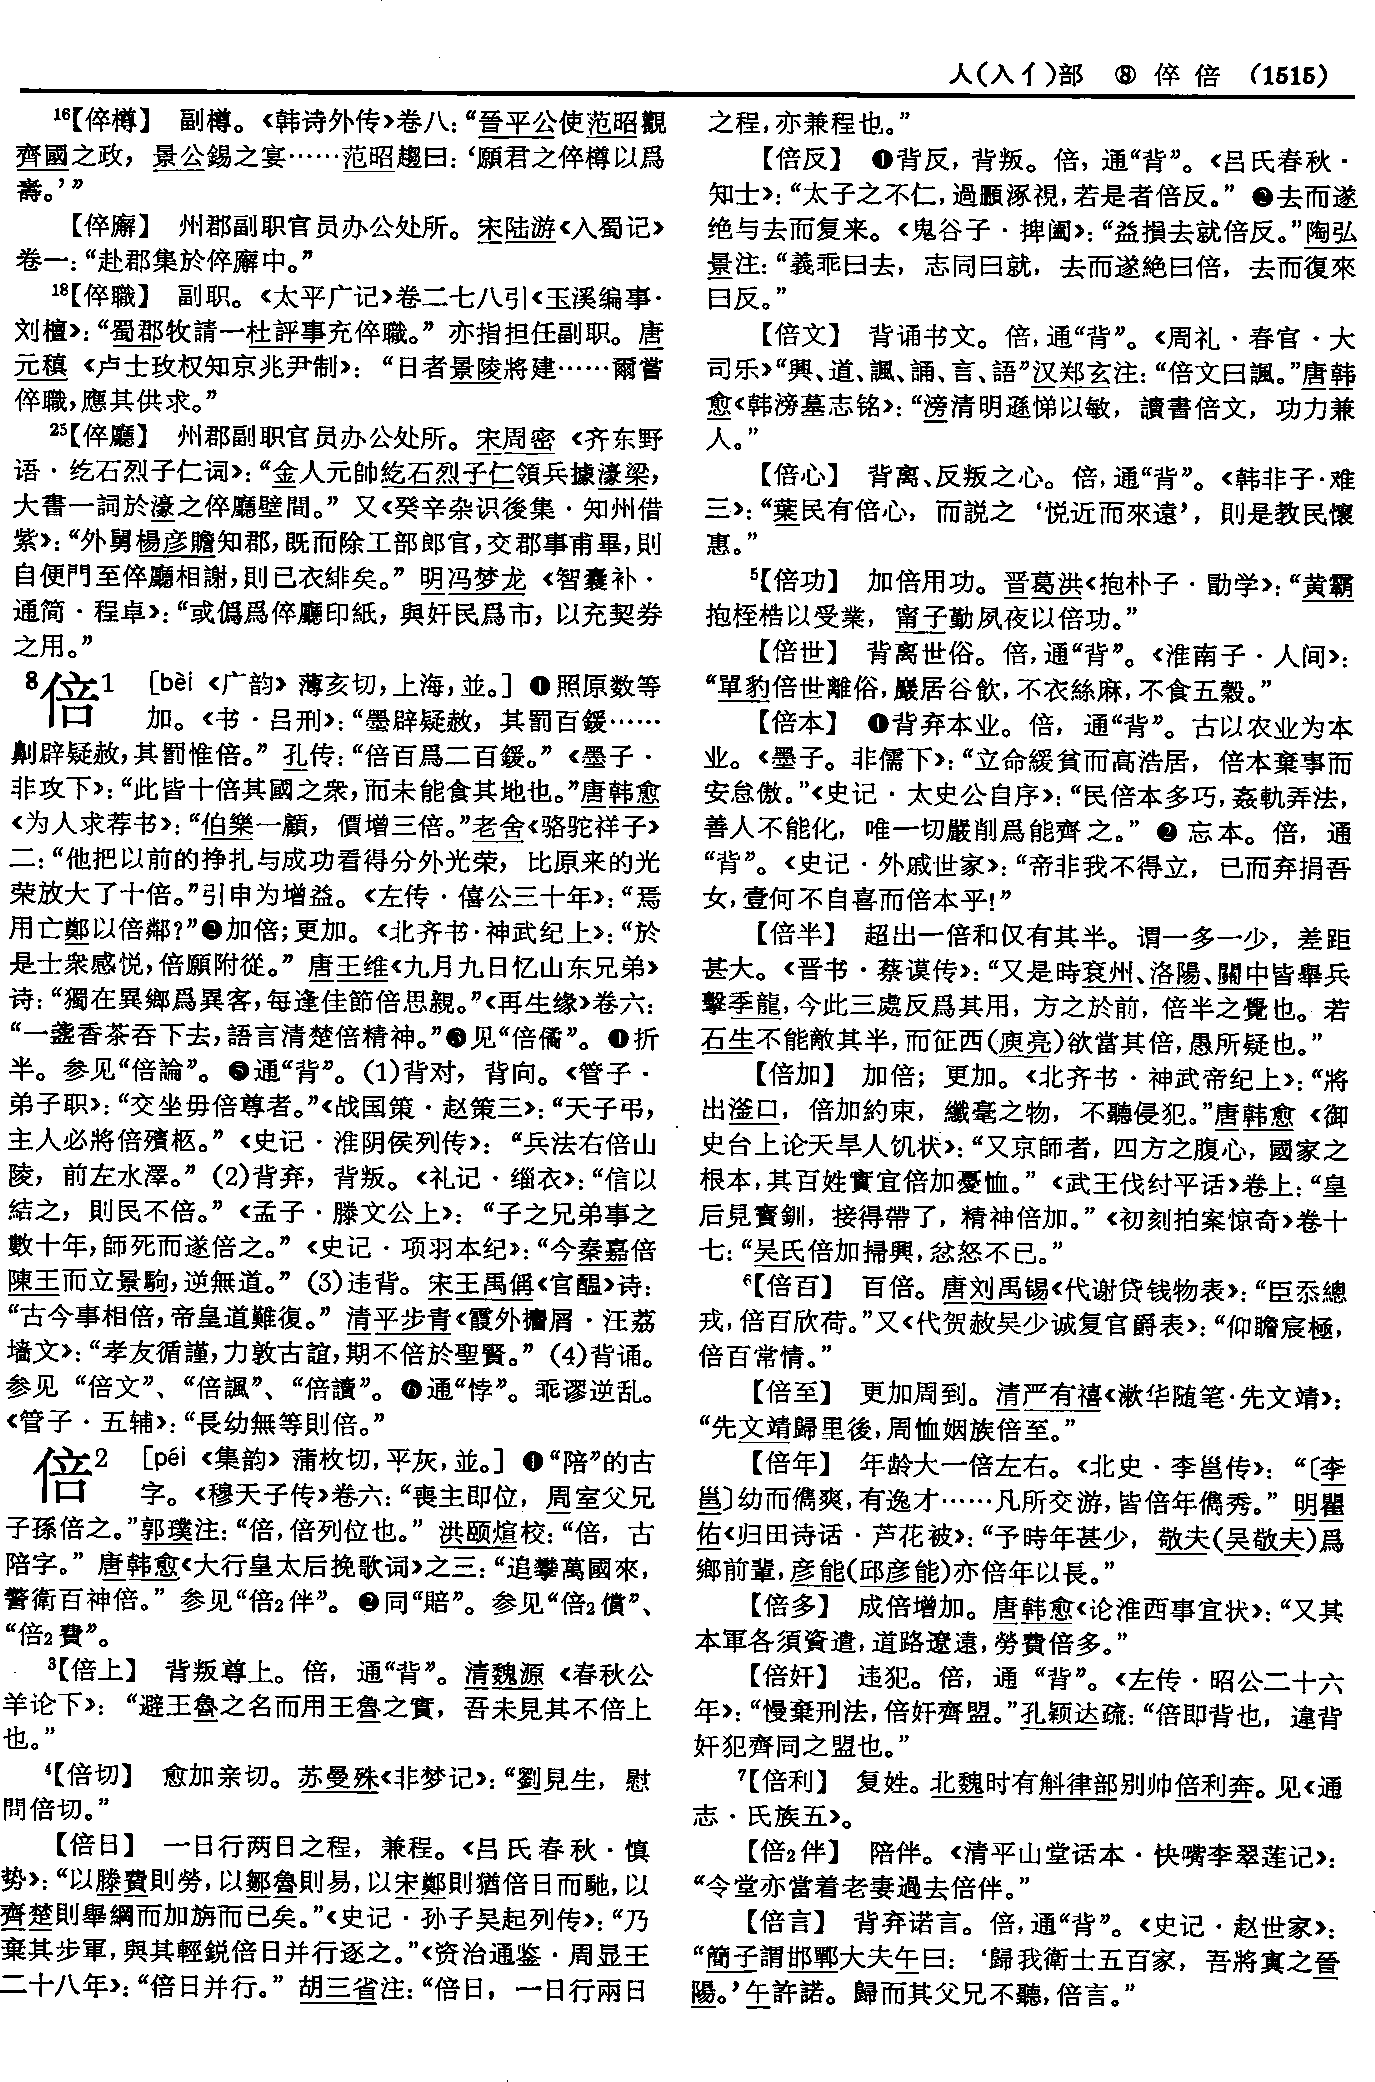 人(入亻)部 ⑧ 倅 倍 (1515)
¹⁶【倅樽】 副樽。《韩诗外传》卷八：“晉平公使范昭觀
齊國之政，景公錫之宴……范昭趨曰：‘願君之倅樽以爲
壽。’”
【倅廨】 州郡副职官员办公处所。宋陆游《入蜀记》
卷一：“赴郡集於倅廨中。”
¹⁸【倅職】 副职。《太平广记》卷二七八引《玉溪编事·
刘檀》：“蜀郡牧請一杜評事充倅職。” 亦指担任副职。唐
元稹《卢士玫权知京兆尹制》：“日者景陵將建……爾嘗
倅職，應其供求。”
²⁵【倅廳】 州郡副职官员办公处所。宋周密《齐东野
语·纥石烈子仁词》：“金人元帥紇石烈子仁領兵據濠梁，
大書一詞於濠之倅廳壁間。” 又《癸辛杂识後集·知州借
紫》：“外舅楊彦瞻知郡，既而除工部郎官，交郡事甫畢，則
自便門至倅廳相謝，則已衣緋矣。” 明冯梦龙《智囊补·
通简·程卓》：“或僞爲倅廳印紙，與奸民爲市，以充契券
之用。”
⁸倍¹ [bèi 《广韵》薄亥切，上海，並。] ❶照原数等
加。《书·吕刑》：“墨辟疑赦，其罰百鍰……
劓辟疑赦，其罰惟倍。” 孔传：“倍百爲二百鍰。”《墨子·
非攻下》：“此皆十倍其國之衆，而未能食其地也。”唐韩愈
《为人求荐书》：“伯樂一顧，價增三倍。”老舍《骆驼祥子》
二：“他把以前的挣扎与成功看得分外光荣，比原来的光
荣放大了十倍。”引申为增益。《左传·僖公三十年》：“焉
用亡鄭以倍鄰？”❷加倍；更加。《北齐书·神武纪上》：“於
是士衆感悦，倍願附從。” 唐王维《九月九日忆山东兄弟》
诗：“獨在異鄉爲異客，每逢佳節倍思親。”《再生缘》卷六：
“一盞香茶吞下去，語言清楚倍精神。”❸见“倍僪”。❹折
半。参见“倍論”。❺通“背”。(1)背对，背向。《管子·
弟子职》：“交坐毋倍尊者。”《战国策·赵策三》：“天子弔，
主人必將倍殯柩。”《史记·淮阴侯列传》：“兵法右倍山
陵，前左水澤。” (2)背弃，背叛。《礼记·缁衣》：“信以
結之，則民不倍。”《孟子·滕文公上》：“子之兄弟事之
數十年，師死而遂倍之。”《史记·项羽本纪》：“今秦嘉倍
陳王而立景駒，逆無道。” (3)违背。宋王禹偁《官醖》诗：
“古今事相倍，帝皇道難復。” 清平步青《霞外攟屑·汪荔
墙文》：“孝友循謹，力敦古誼，期不倍於聖賢。” (4)背诵。
参见“倍文”、“倍諷”、“倍讀”。❻通“悖”。乖谬逆乱。
《管子·五辅》：“長幼無等則倍。”
倍² [péi 《集韵》蒲枚切，平灰，並。] ❶“陪”的古
字。《穆天子传》卷六：“喪主即位，周室父兄
子孫倍之。”郭璞注：“倍，倍列位也。” 洪颐煊校：“倍，古
陪字。” 唐韩愈《大行皇太后挽歌词》之三：“追攀萬國來，
警衛百神倍。” 参见“倍₂伴”。❷同“賠”。参见“倍₂償”、
“倍₂費”。
³【倍上】 背叛尊上。倍，通“背”。清魏源《春秋公
羊论下》：“避王魯之名而用王魯之實，吾未見其不倍上
也。”
⁴【倍切】 愈加亲切。苏曼殊《非梦记》：“劉見生，慰
問倍切。”
【倍日】 一日行两日之程，兼程。《吕氏春秋·慎
势》：“以滕費則勞，以鄒魯則易，以宋鄭則猶倍日而馳，以
齊楚則舉綱而加旃而已矣。”《史记·孙子吴起列传》：“乃
棄其步軍，與其輕鋭倍日并行逐之。”《资治通鉴·周显王
二十八年》：“倍日并行。” 胡三省注：“倍日，一日行兩日
之程，亦兼程也。”
【倍反】 ❶背反，背叛。倍，通“背”。《吕氏春秋·
知士》：“太子之不仁，過顧涿視，若是者倍反。” ❷去而遂
绝与去而复来。《鬼谷子·捭阖》：“益損去就倍反。”陶弘
景注：“義乖曰去，志同曰就，去而遂絶曰倍，去而復來
曰反。”
【倍文】 背诵书文。倍，通“背”。《周礼·春官·大
司乐》“興、道、諷、誦、言、語”汉郑玄注：“倍文曰諷。”唐韩
愈《韩滂墓志铭》：“滂清明遜悌以敏，讀書倍文，功力兼
人。”
【倍心】 背离、反叛之心。倍，通“背”。《韩非子·难
三》：“葉民有倍心，而説之‘悦近而來遠’，則是教民懷
惠。”
⁵【倍功】 加倍用功。晋葛洪《抱朴子·勖学》：“黄霸
抱桎梏以受業，甯子勤夙夜以倍功。”
【倍世】 背离世俗。倍，通“背”。《淮南子·人间》：
“單豹倍世離俗，巖居谷飲，不衣絲麻，不食五穀。”
【倍本】 ❶背弃本业。倍，通“背”。古以农业为本
业。《墨子。非儒下》：“立命緩貧而高浩居，倍本棄事而
安怠傲。”《史记·太史公自序》：“民倍本多巧，姦軌弄法，
善人不能化，唯一切嚴削爲能齊之。” ❷忘本。倍，通
“背”。《史记·外戚世家》：“帝非我不得立，已而弃捐吾
女，壹何不自喜而倍本乎！”
【倍半】 超出一倍和仅有其半。谓一多一少，差距
甚大。《晋书·蔡谟传》：“又是時兗州、洛陽、關中皆舉兵
擊季龍，今此三處反爲其用，方之於前，倍半之覺也。若
石生不能敵其半，而征西(庾亮)欲當其倍，愚所疑也。”
【倍加】 加倍；更加。《北齐书·神武帝纪上》：“將
出滏口，倍加約束，纖毫之物，不聽侵犯。”唐韩愈《御
史台上论天旱人饥状》：“又京師者，四方之腹心，國家之
根本，其百姓實宜倍加憂恤。”《武王伐纣平话》卷上：“皇
后見寶釧，接得帶了，精神倍加。”《初刻拍案惊奇》卷十
七：“吴氏倍加掃興，忿怒不已。”
⁶【倍百】 百倍。唐刘禹锡《代谢贷钱物表》：“臣忝總
戎，倍百欣荷。”又《代贺赦吴少诚复官爵表》：“仰瞻宸極，
倍百常情。”
【倍至】 更加周到。清严有禧《漱华随笔·先文靖》：
“先文靖歸里後，周恤姻族倍至。”
【倍年】 年龄大一倍左右。《北史·李邕传》：“〔李
邕〕幼而儁爽，有逸才……凡所交游，皆倍年儁秀。” 明瞿
佑《归田诗话·芦花被》：“予時年甚少，敬夫(吴敬夫)爲
鄉前輩，彦能(邱彦能)亦倍年以長。”
【倍多】 成倍增加。唐韩愈《论淮西事宜状》：“又其
本軍各須資遣，道路遼遠，勞費倍多。”
【倍奸】 违犯。倍，通“背”。《左传·昭公二十六
年》：“慢棄刑法，倍奸齊盟。”孔颖达疏：“倍即背也，違背
奸犯齊同之盟也。”
⁷【倍利】 复姓。北魏时有斛律部别帅倍利奔。见《通
志·氏族五》。
【倍₂伴】 陪伴。《清平山堂话本·快嘴李翠莲记》：
“令堂亦當着老妻過去倍伴。”
【倍言】 背弃诺言。倍，通“背”。《史记·赵世家》：
“簡子謂邯鄲大夫午曰：‘歸我衛士五百家，吾將寘之晉
陽。’午許諾。歸而其父兄不聽，倍言。”